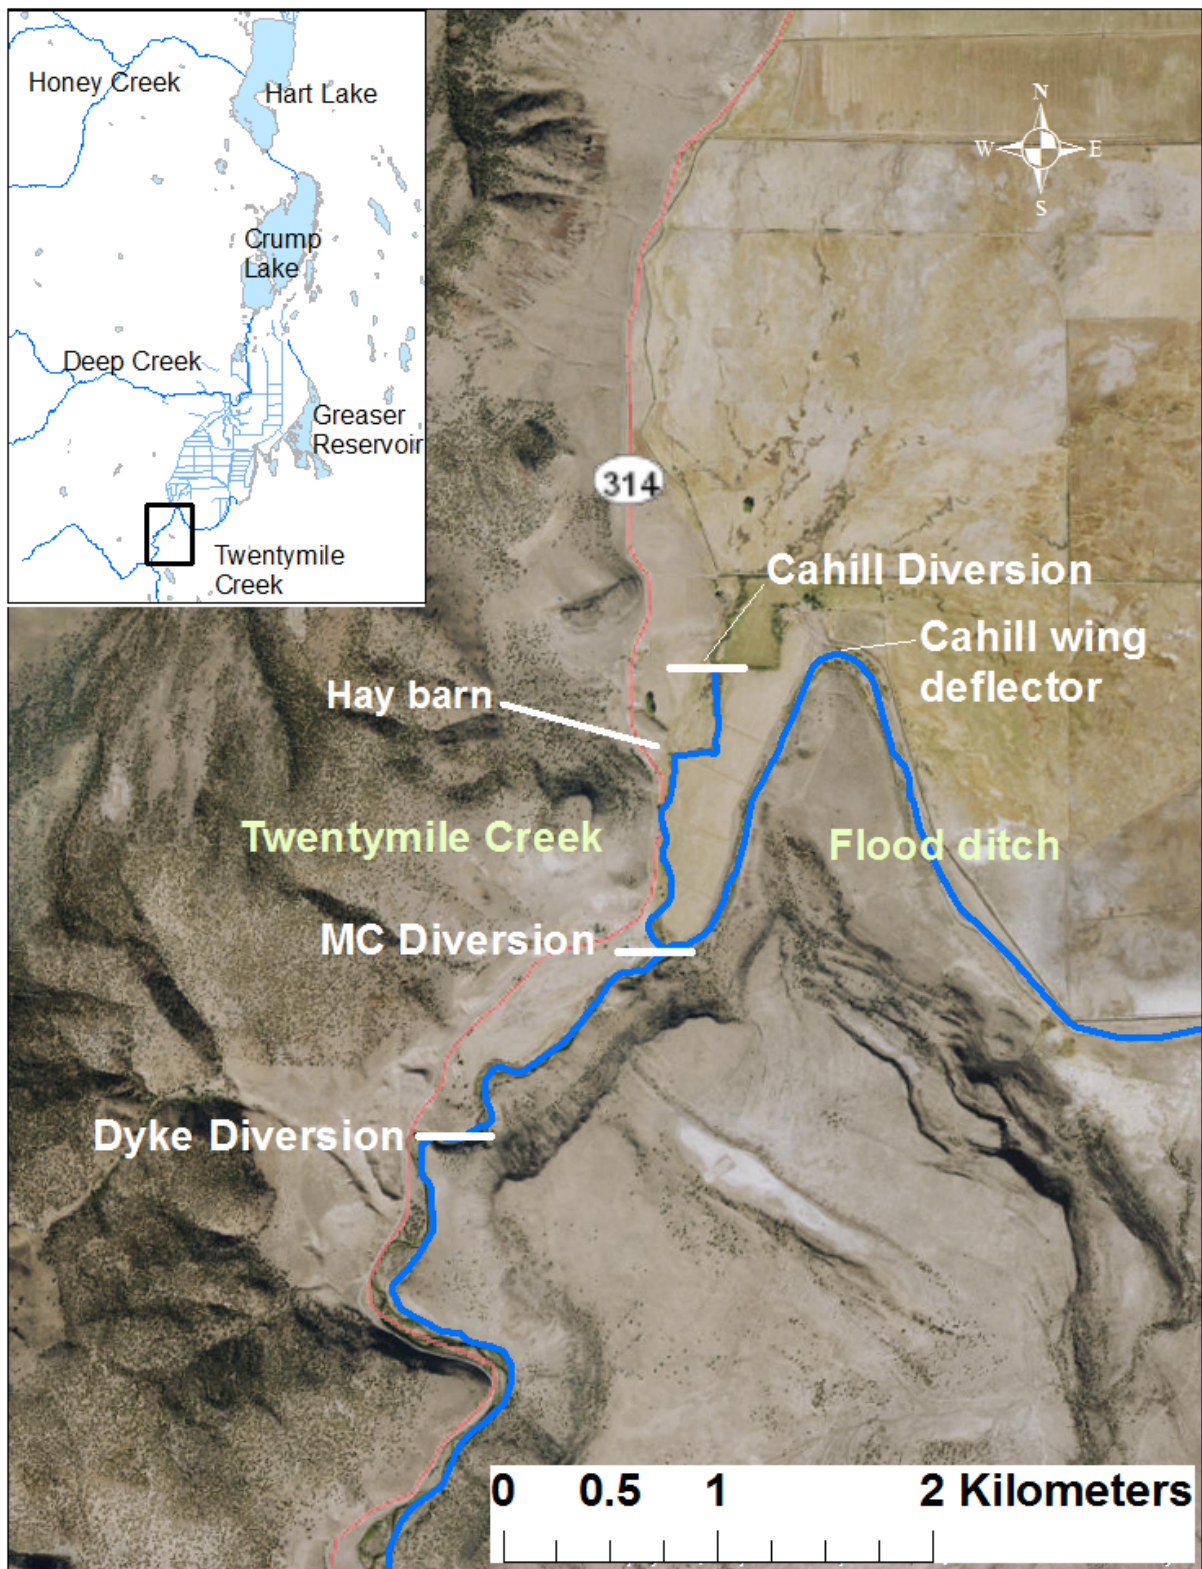 Honey Creek
Hart Lake
Crump
Lake
Deep Creek
Greaser
Reservoir
Twentymile
Creek
N
W
E
S
314
Cahill Diversion
Cahill wing
deflector
Hay barn
Twentymile Creek
Flood ditch
MC Diversion
Dyke Diversion
0 0.5 1 2 Kilometers